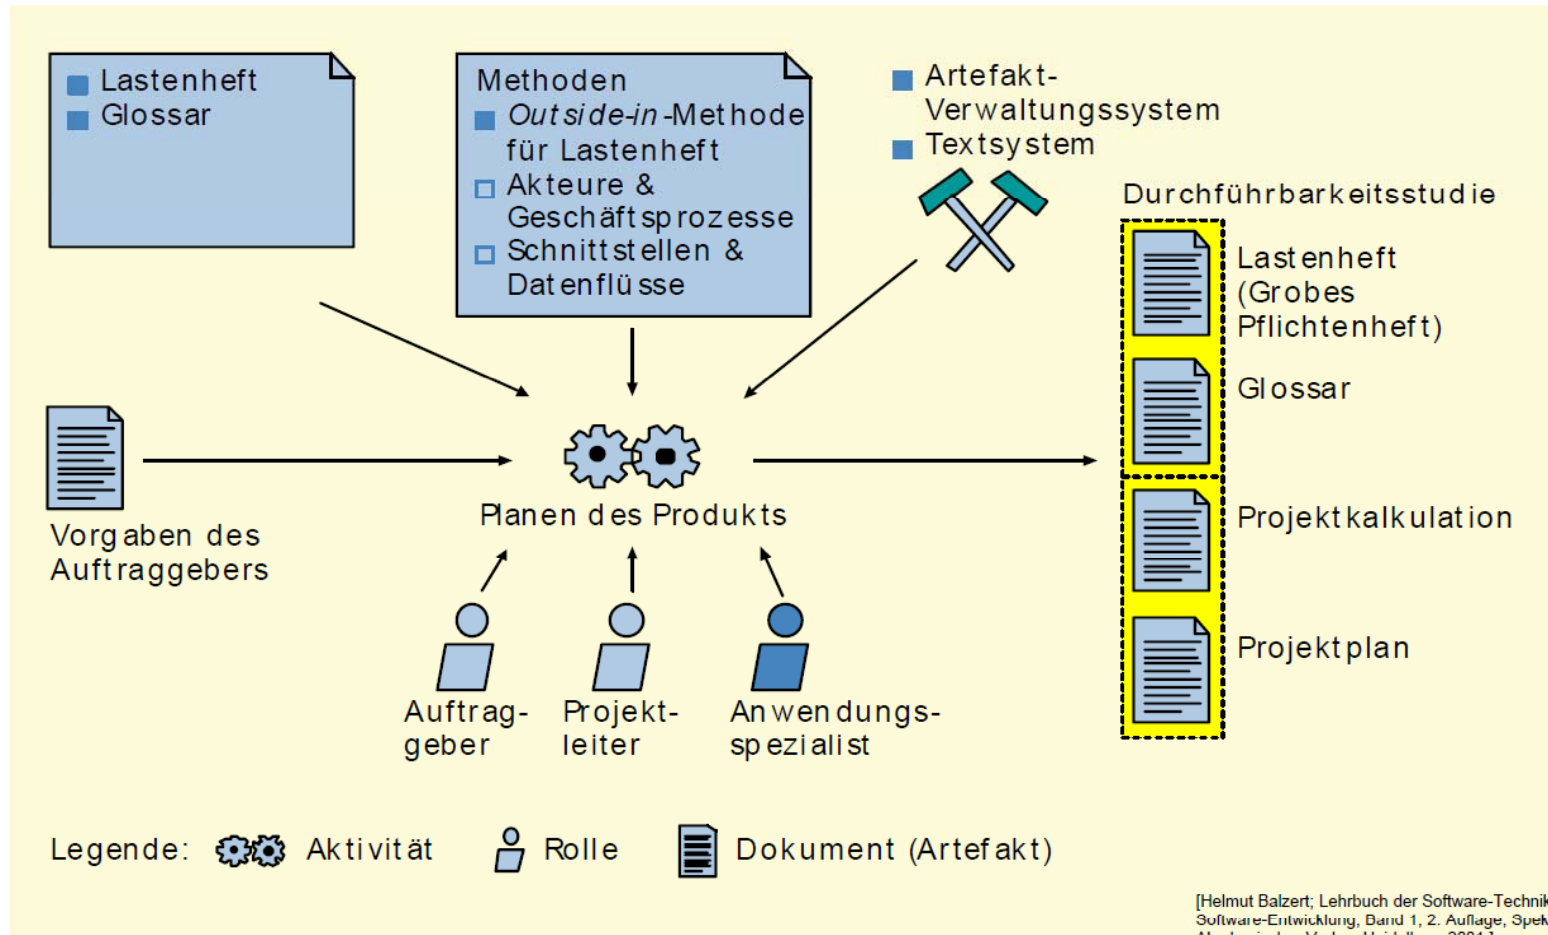 Lastenheft
Glossar
Methoden
Outside-in-Methode
für Lastenheft
Akteure &
Geschäftsprozesse
Schnittstellen &
Datenflüsse
Artefakt-
Verwaltungssystem
Textsystem
Durchführbarkeitsstudie
Lastenheft
(Grobes
Pflichtenheft)
Glossar
Projektkalkulation
Projektplan
Vorgaben des
Auftraggebers
Planen des Produkts
Auftrag-
geber
Projekt-
leiter
Anwendungs-
spezialist
Legende: Aktivität Rolle Dokument (Artefakt)
[Helmut Balzert; Lehrbuch der Software-Technik
Software-Entwicklung, Band 1, 2. Auflage, Spek